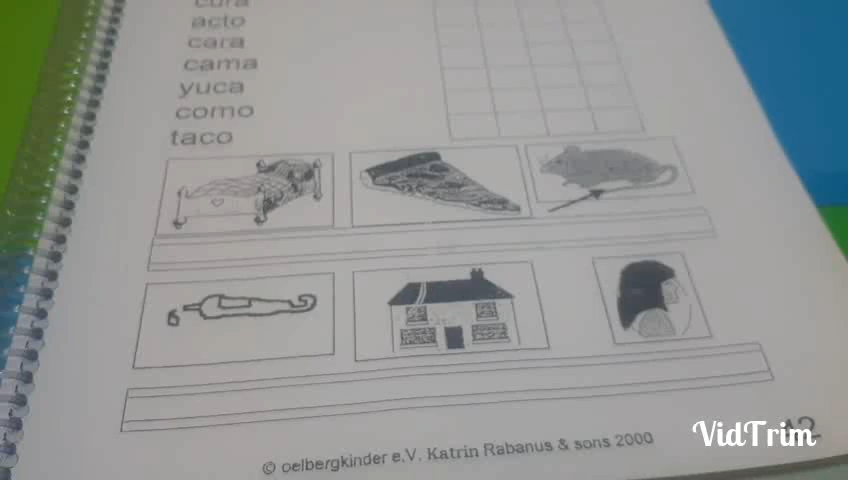 cura
acto
cara
cama
yuca
como
taco
© oelbergkinder e.V. Katrin Rabanus & sons 2000
VidTrim